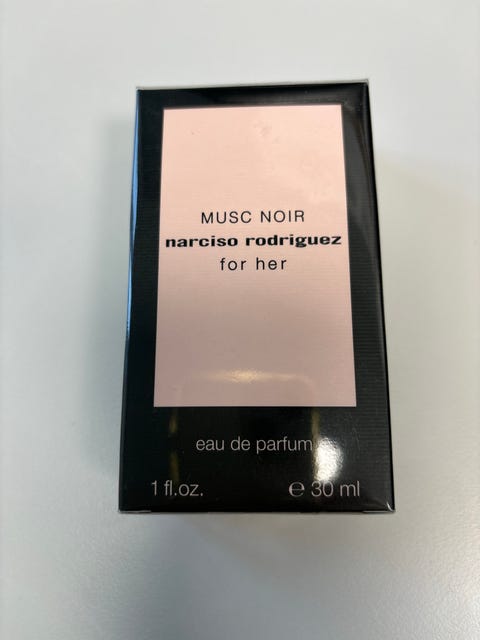 MUSC NOIR
narciso rodriguez
for her
eau de parfum
1 fl.oz. ℮ 30 ml